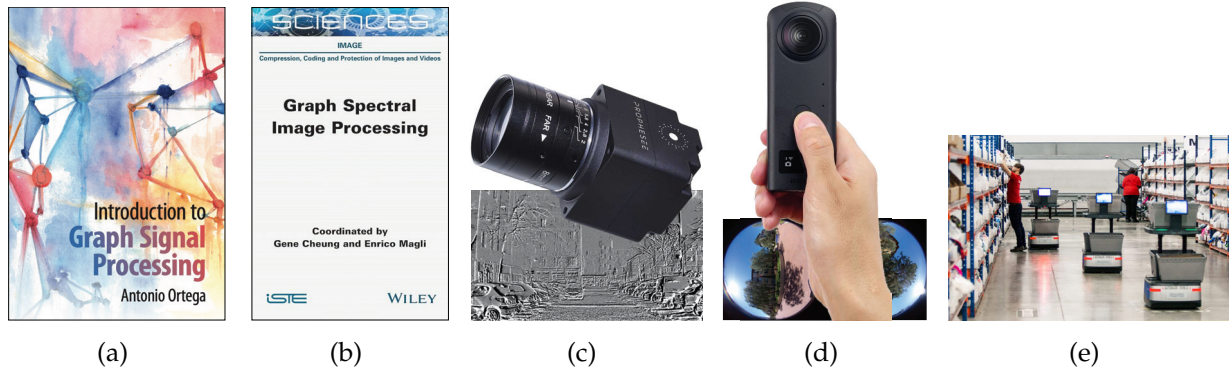 Introduction to
Graph Signal
Processing
Antonio Ortega
SCIENCES
IMAGE
Compression, Coding and Protection of Images and Videos
Graph Spectral
Image Processing
Coordinated by
Gene Cheung and Enrico Magli
iSTE
WILEY
FAR
PROPHESEE
(a)
(b)
(c)
(d)
(e)